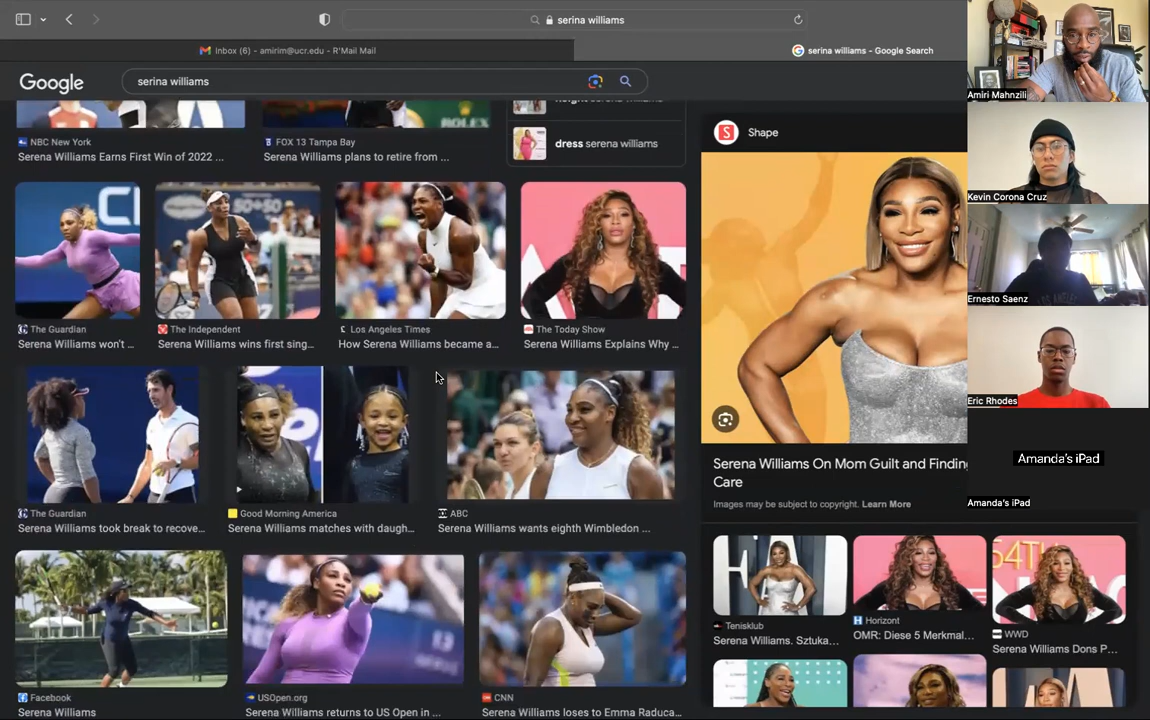 serina williams
Inbox (6) - amirim@ucr.edu - R'Mail Mail
serina williams - Google Search
Google
serina williams
NBC New York
Serena Williams Earns First Win of 2022 ...
FOX 13 Tampa Bay
Serena Williams plans to retire from ...
ROLEX
dress serena williams
The Guardian
Serena Williams won't ...
The Independent
Serena Williams wins first sing...
Los Angeles Times
How Serena Williams became a...
The Today Show
Serena Williams Explains Why ...
The Guardian
Serena Williams took break to recove...
Good Morning America
Serena Williams matches with daugh...
ABC
Serena Williams wants eighth Wimbledon ...
Facebook
Serena Williams
USOpen.org
Serena Williams returns to US Open in ...
CNN
Serena Williams loses to Emma Raduca...
S
Shape
Serena Williams On Mom Guilt and Finding
Care
Images may be subject to copyright. Learn More
Tenisklub
Serena Williams. Sztuka...
Horizont
OMR: Diese 5 Merkmal...
WWD
Serena Williams Dons P...
Amiri Mahnzili
Kevin Corona Cruz
Ernesto Saenz
Eric Rhodes
Amanda's iPad
Amanda's iPad